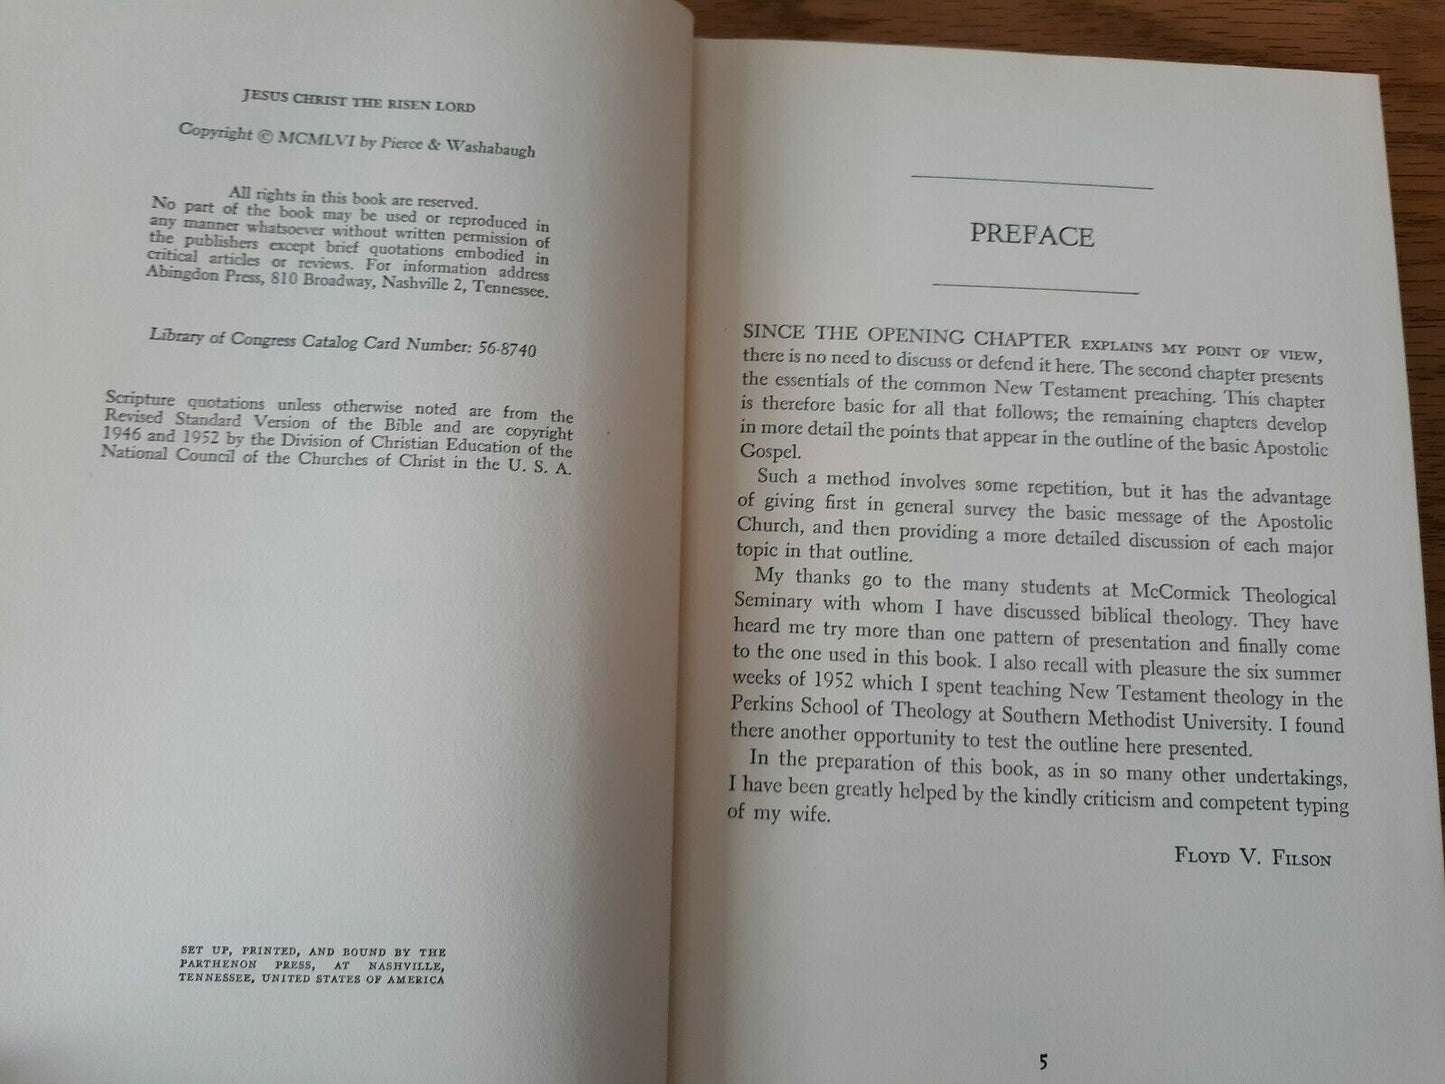 JESUS CHRIST THE RISEN LORD
Copyright © MCMLVI by Pierce & Washabaugh
All rights in this book are reserved.
No part of the book may be used or reproduced in
any manner whatsoever without written permission of
the publishers except brief quotations embodied in
critical articles or reviews. For information address
Abingdon Press, 810 Broadway, Nashville 2, Tennessee.
Library of Congress Catalog Card Number: 56-8740
Scripture quotations unless otherwise noted are from the
Revised Standard Version of the Bible and are copyright
1946 and 1952 by the Division of Christian Education of the
National Council of the Churches of Christ in the U. S. A.
SET UP, PRINTED, AND BOUND BY THE
PARTHENON PRESS, AT NASHVILLE,
TENNESSEE, UNITED STATES OF AMERICA
PREFACE
SINCE THE OPENING CHAPTER EXPLAINS MY POINT OF VIEW,
there is no need to discuss or defend it here. The second chapter presents
the essentials of the common New Testament preaching. This chapter
is therefore basic for all that follows; the remaining chapters develop
in more detail the points that appear in the outline of the basic Apostolic
Gospel.
Such a method involves some repetition, but it has the advantage
of giving first in general survey the basic message of the Apostolic
Church, and then providing a more detailed discussion of each major
topic in that outline.
My thanks go to the many students at McCormick Theological
Seminary with whom I have discussed biblical theology. They have
heard me try more than one pattern of presentation and finally come
to the one used in this book. I also recall with pleasure the six summer
weeks of 1952 which I spent teaching New Testament theology in the
Perkins School of Theology at Southern Methodist University. I found
there another opportunity to test the outline here presented.
In the preparation of this book, as in so many other undertakings,
I have been greatly helped by the kindly criticism and competent typing
of my wife.
FLOYD V. FILSON
5